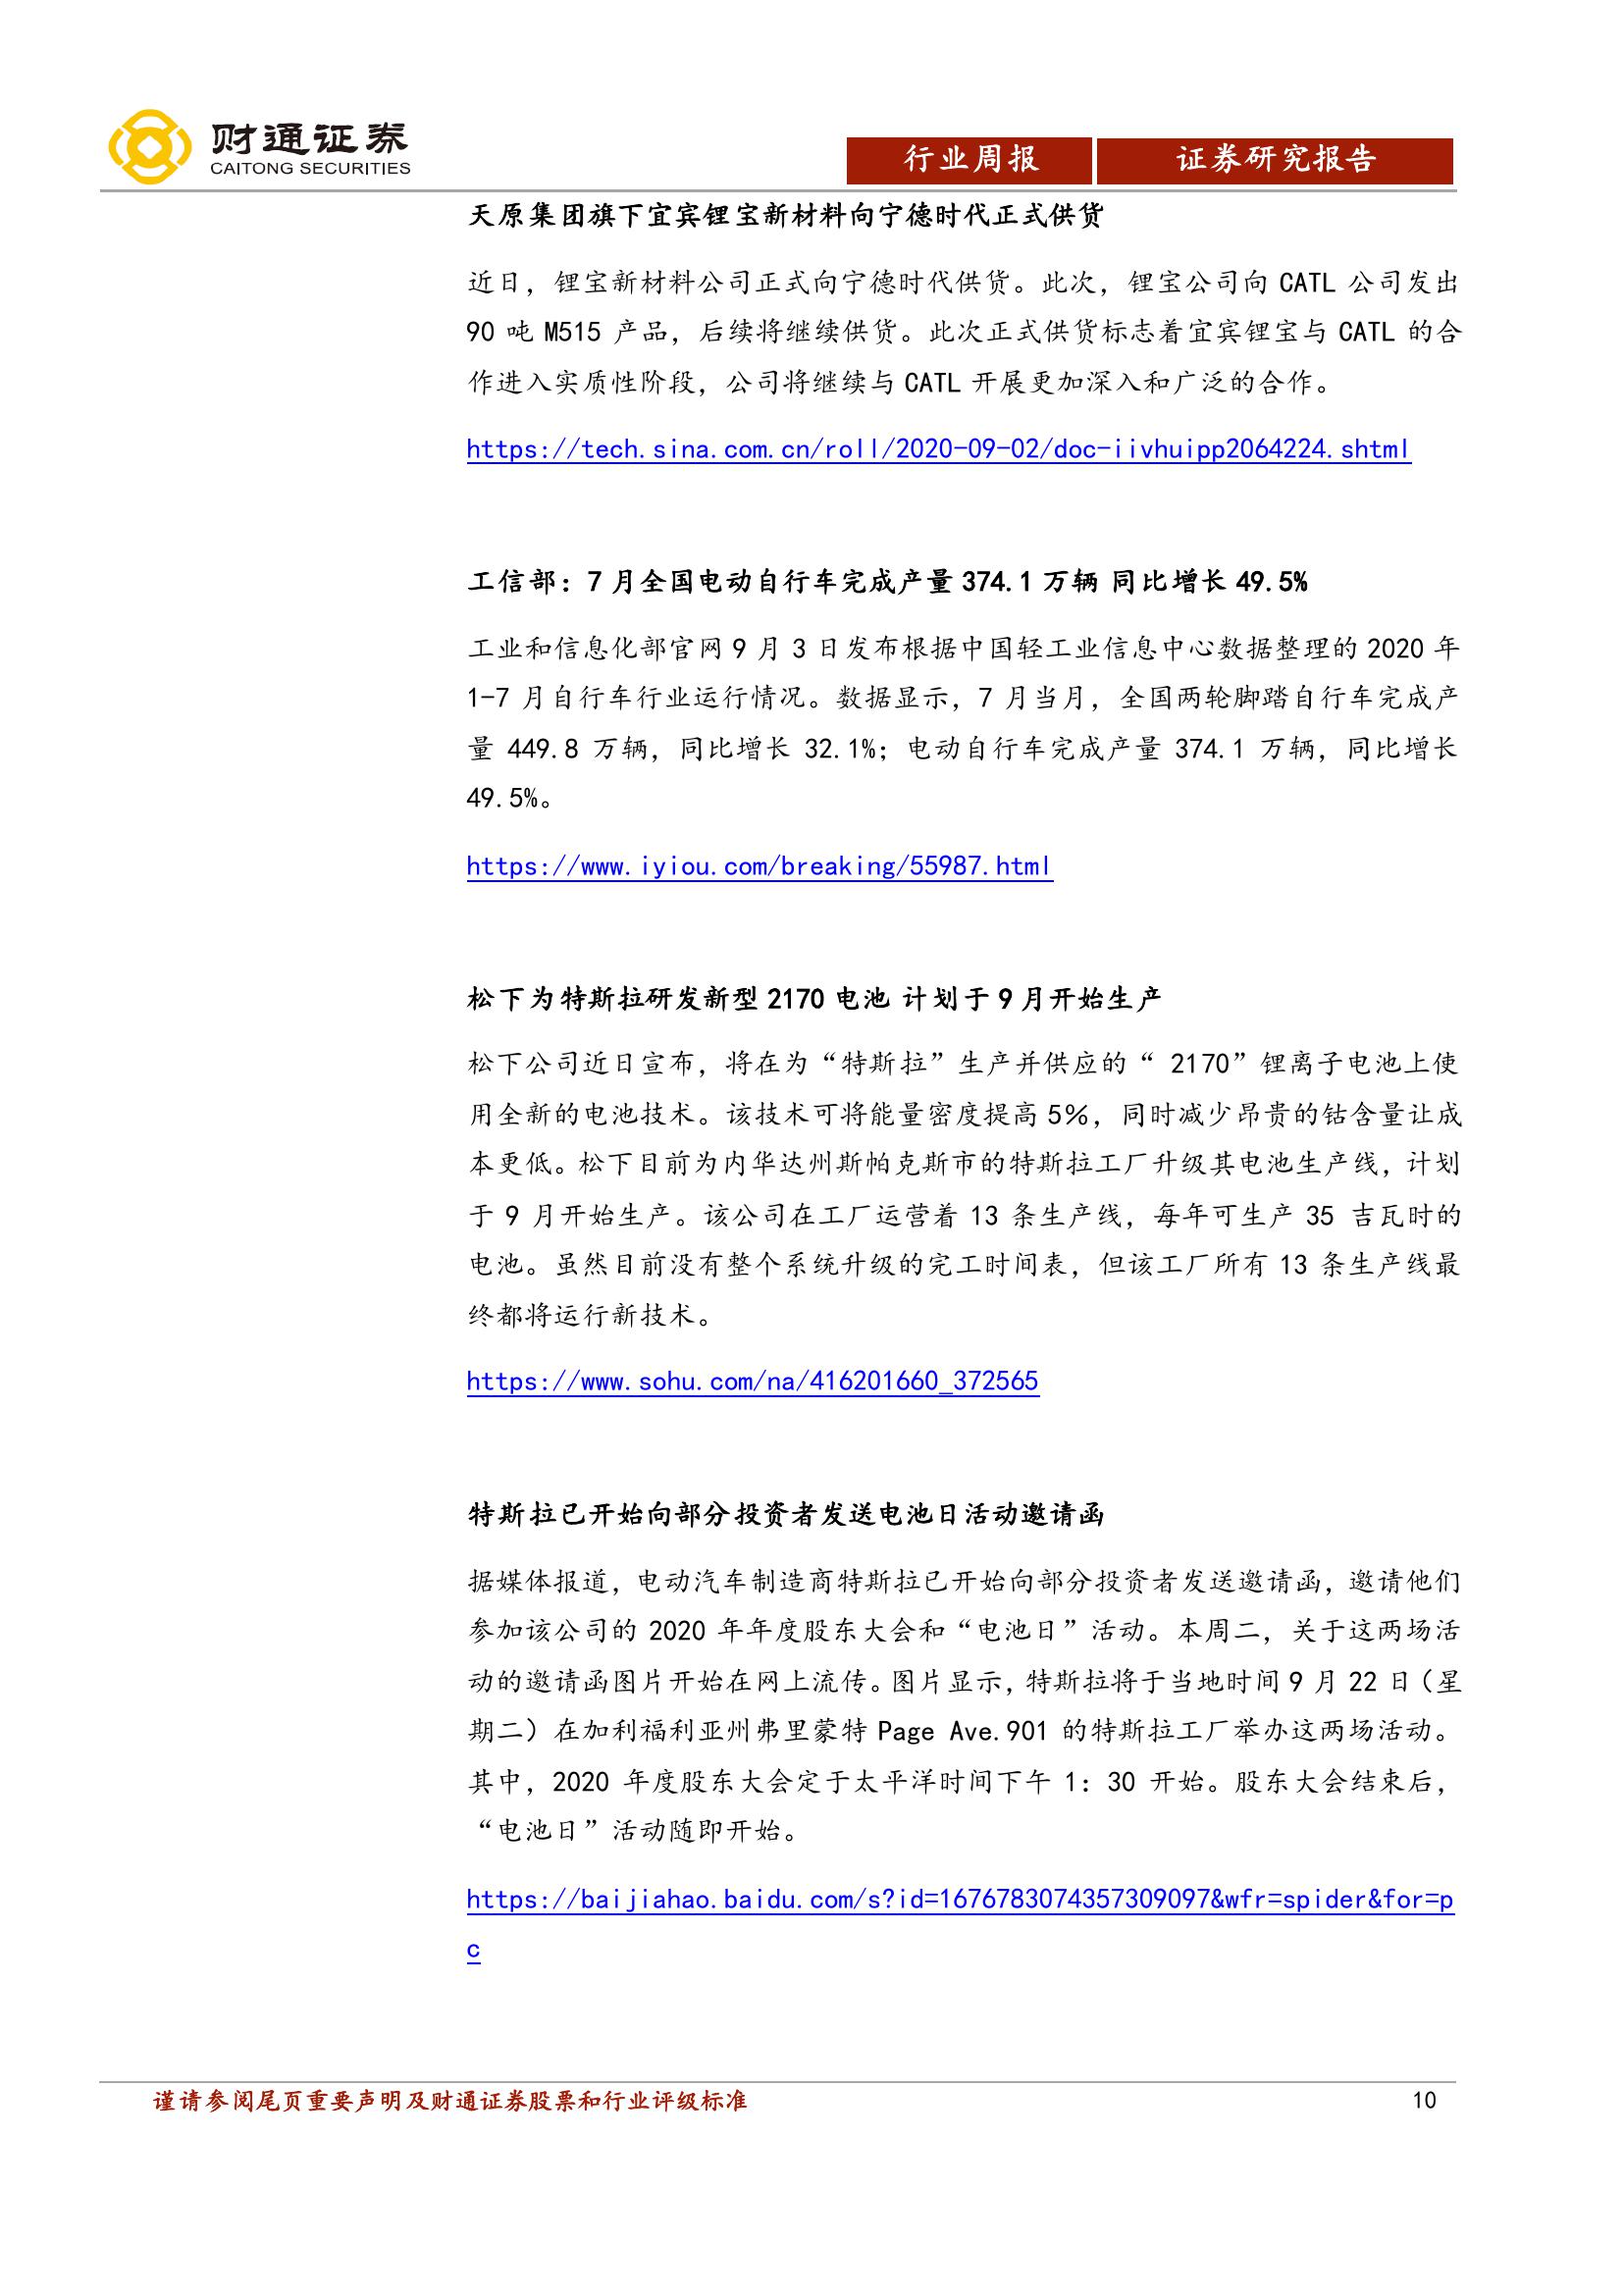 财通证券
CAITONG SECURITIES
行业周报
证券研究报告
天原集团旗下宜宾锂宝新材料向宁德时代正式供货
近日，锂宝新材料公司正式向宁德时代供货。此次，锂宝公司向 CATL 公司发出
90 吨 M515 产品，后续将继续供货。此次正式供货标志着宜宾锂宝与 CATL 的合
作进入实质性阶段，公司将继续与 CATL 开展更加深入和广泛的合作。
https://tech.sina.com.cn/roll/2020-09-02/doc-iivhuipp2064224.shtml
工信部：7 月全国电动自行车完成产量 374.1 万辆 同比增长 49.5%
工业和信息化部官网 9 月 3 日发布根据中国轻工业信息中心数据整理的 2020 年
1-7 月自行车行业运行情况。数据显示，7 月当月，全国两轮脚踏自行车完成产
量 449.8 万辆，同比增长 32.1%；电动自行车完成产量 374.1 万辆，同比增长
49.5%。
https://www.iyiou.com/breaking/55987.html
松下为特斯拉研发新型 2170 电池 计划于 9 月开始生产
松下公司近日宣布，将在为“特斯拉”生产并供应的“ 2170”锂离子电池上使
用全新的电池技术。该技术可将能量密度提高 5％，同时减少昂贵的钴含量让成
本更低。松下目前为内华达州斯帕克斯市的特斯拉工厂升级其电池生产线，计划
于 9 月开始生产。该公司在工厂运营着 13 条生产线，每年可生产 35 吉瓦时的
电池。虽然目前没有整个系统升级的完工时间表，但该工厂所有 13 条生产线最
终都将运行新技术。
https://www.sohu.com/na/416201660_372565
特斯拉已开始向部分投资者发送电池日活动邀请函
据媒体报道，电动汽车制造商特斯拉已开始向部分投资者发送邀请函，邀请他们
参加该公司的 2020 年年度股东大会和“电池日”活动。本周二，关于这两场活
动的邀请函图片开始在网上流传。图片显示，特斯拉将于当地时间 9 月 22 日（星
期二）在加利福利亚州弗里蒙特 Page Ave.901 的特斯拉工厂举办这两场活动。
其中，2020 年度股东大会定于太平洋时间下午 1：30 开始。股东大会结束后，
“电池日”活动随即开始。
https://baijiahao.baidu.com/s?id=1676783074357309097&wfr=spider&for=p
c
谨请参阅尾页重要声明及财通证券股票和行业评级标准
10